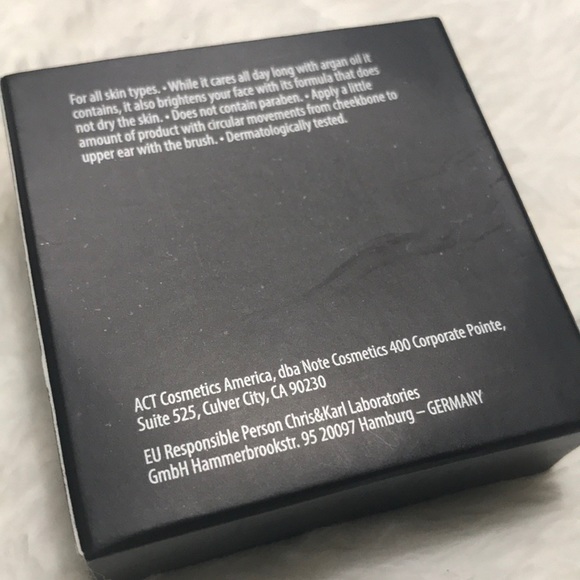 For all skin types. • While it cares all day long with argan oil it
contains, it also brightens your face with its formula that does
not dry the skin. • Does not contain paraben. • Apply a little
amount of product with circular movements from cheekbone to
upper ear with the brush. • Dermatologically tested.
ACT Cosmetics America, dba Note Cosmetics 400 Corporate Pointe,
Suite 525, Culver City, CA 90230
EU Responsible Person Chris&Karl Laboratories
GmbH Hammerbrookstr. 95 20097 Hamburg – GERMANY